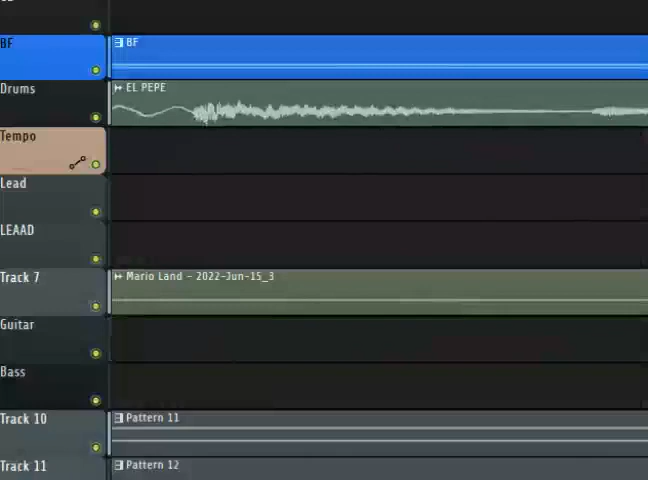 BF
BF
Drums
EL PEPE
Tempo
Lead
LEAAD
Track 7
Mario Land - 2022-Jun-15_3
Guitar
Bass
Track 10
Pattern 11
Track 11
Pattern 12